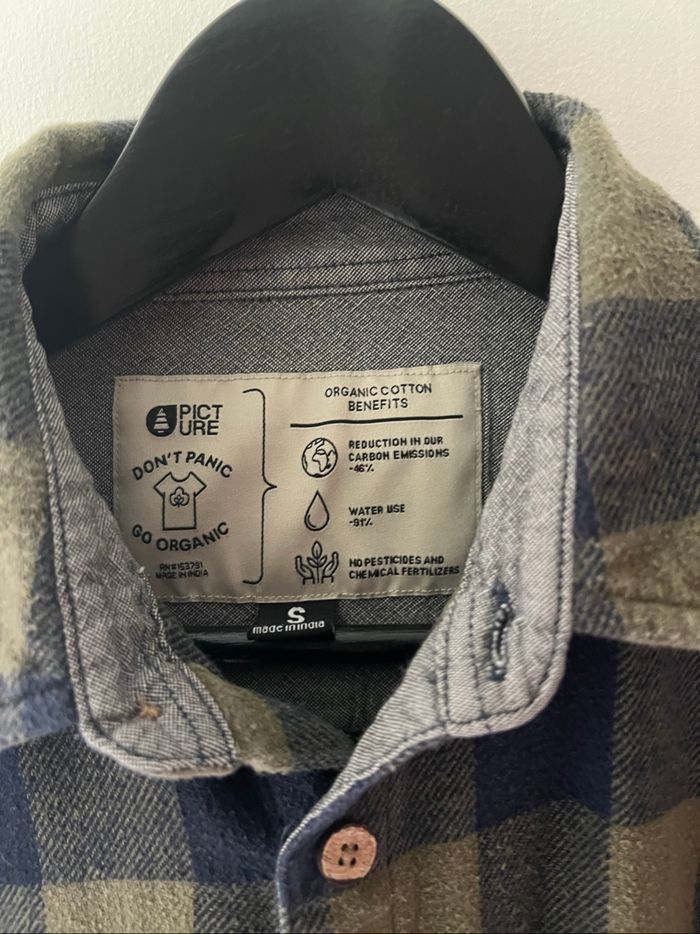 PICT
URE
DON'T PANIC
GO ORGANIC
RN#153791
MADE IN INDIA
ORGANIC COTTON
BENEFITS
REDUCTION IN OUR
CARBON EMISSIONS
-46%
WATER USE
-91%
NO PESTICIDES AND
CHEMICAL FERTILIZERS
S
made in india